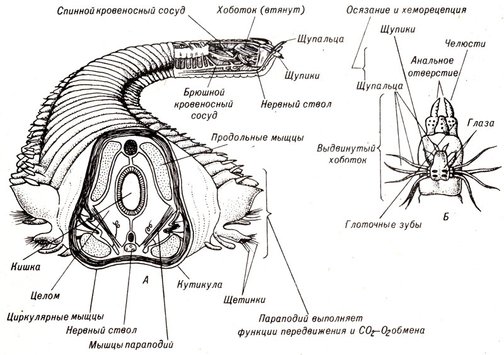 Спинной кровеносный сосуд
Хоботок (втянут)
Осязание и хеморецепция
Щупальца
Щупики
Щупики
Челюсти
Анальное
отверстие
Брюшной
кровеносный
сосуд
Нервный ствол
Щупальца
Глаза
Продольные мышцы
Выдвинутый
хоботок
Глоточные зубы
Б
Кишка
А
Целом
Кутикула
Щетинки
Циркулярные мышцы
Нервный ствол
Мышцы параподий
Параподий выполняет
функции передвижения и CO₂–O₂ обмена